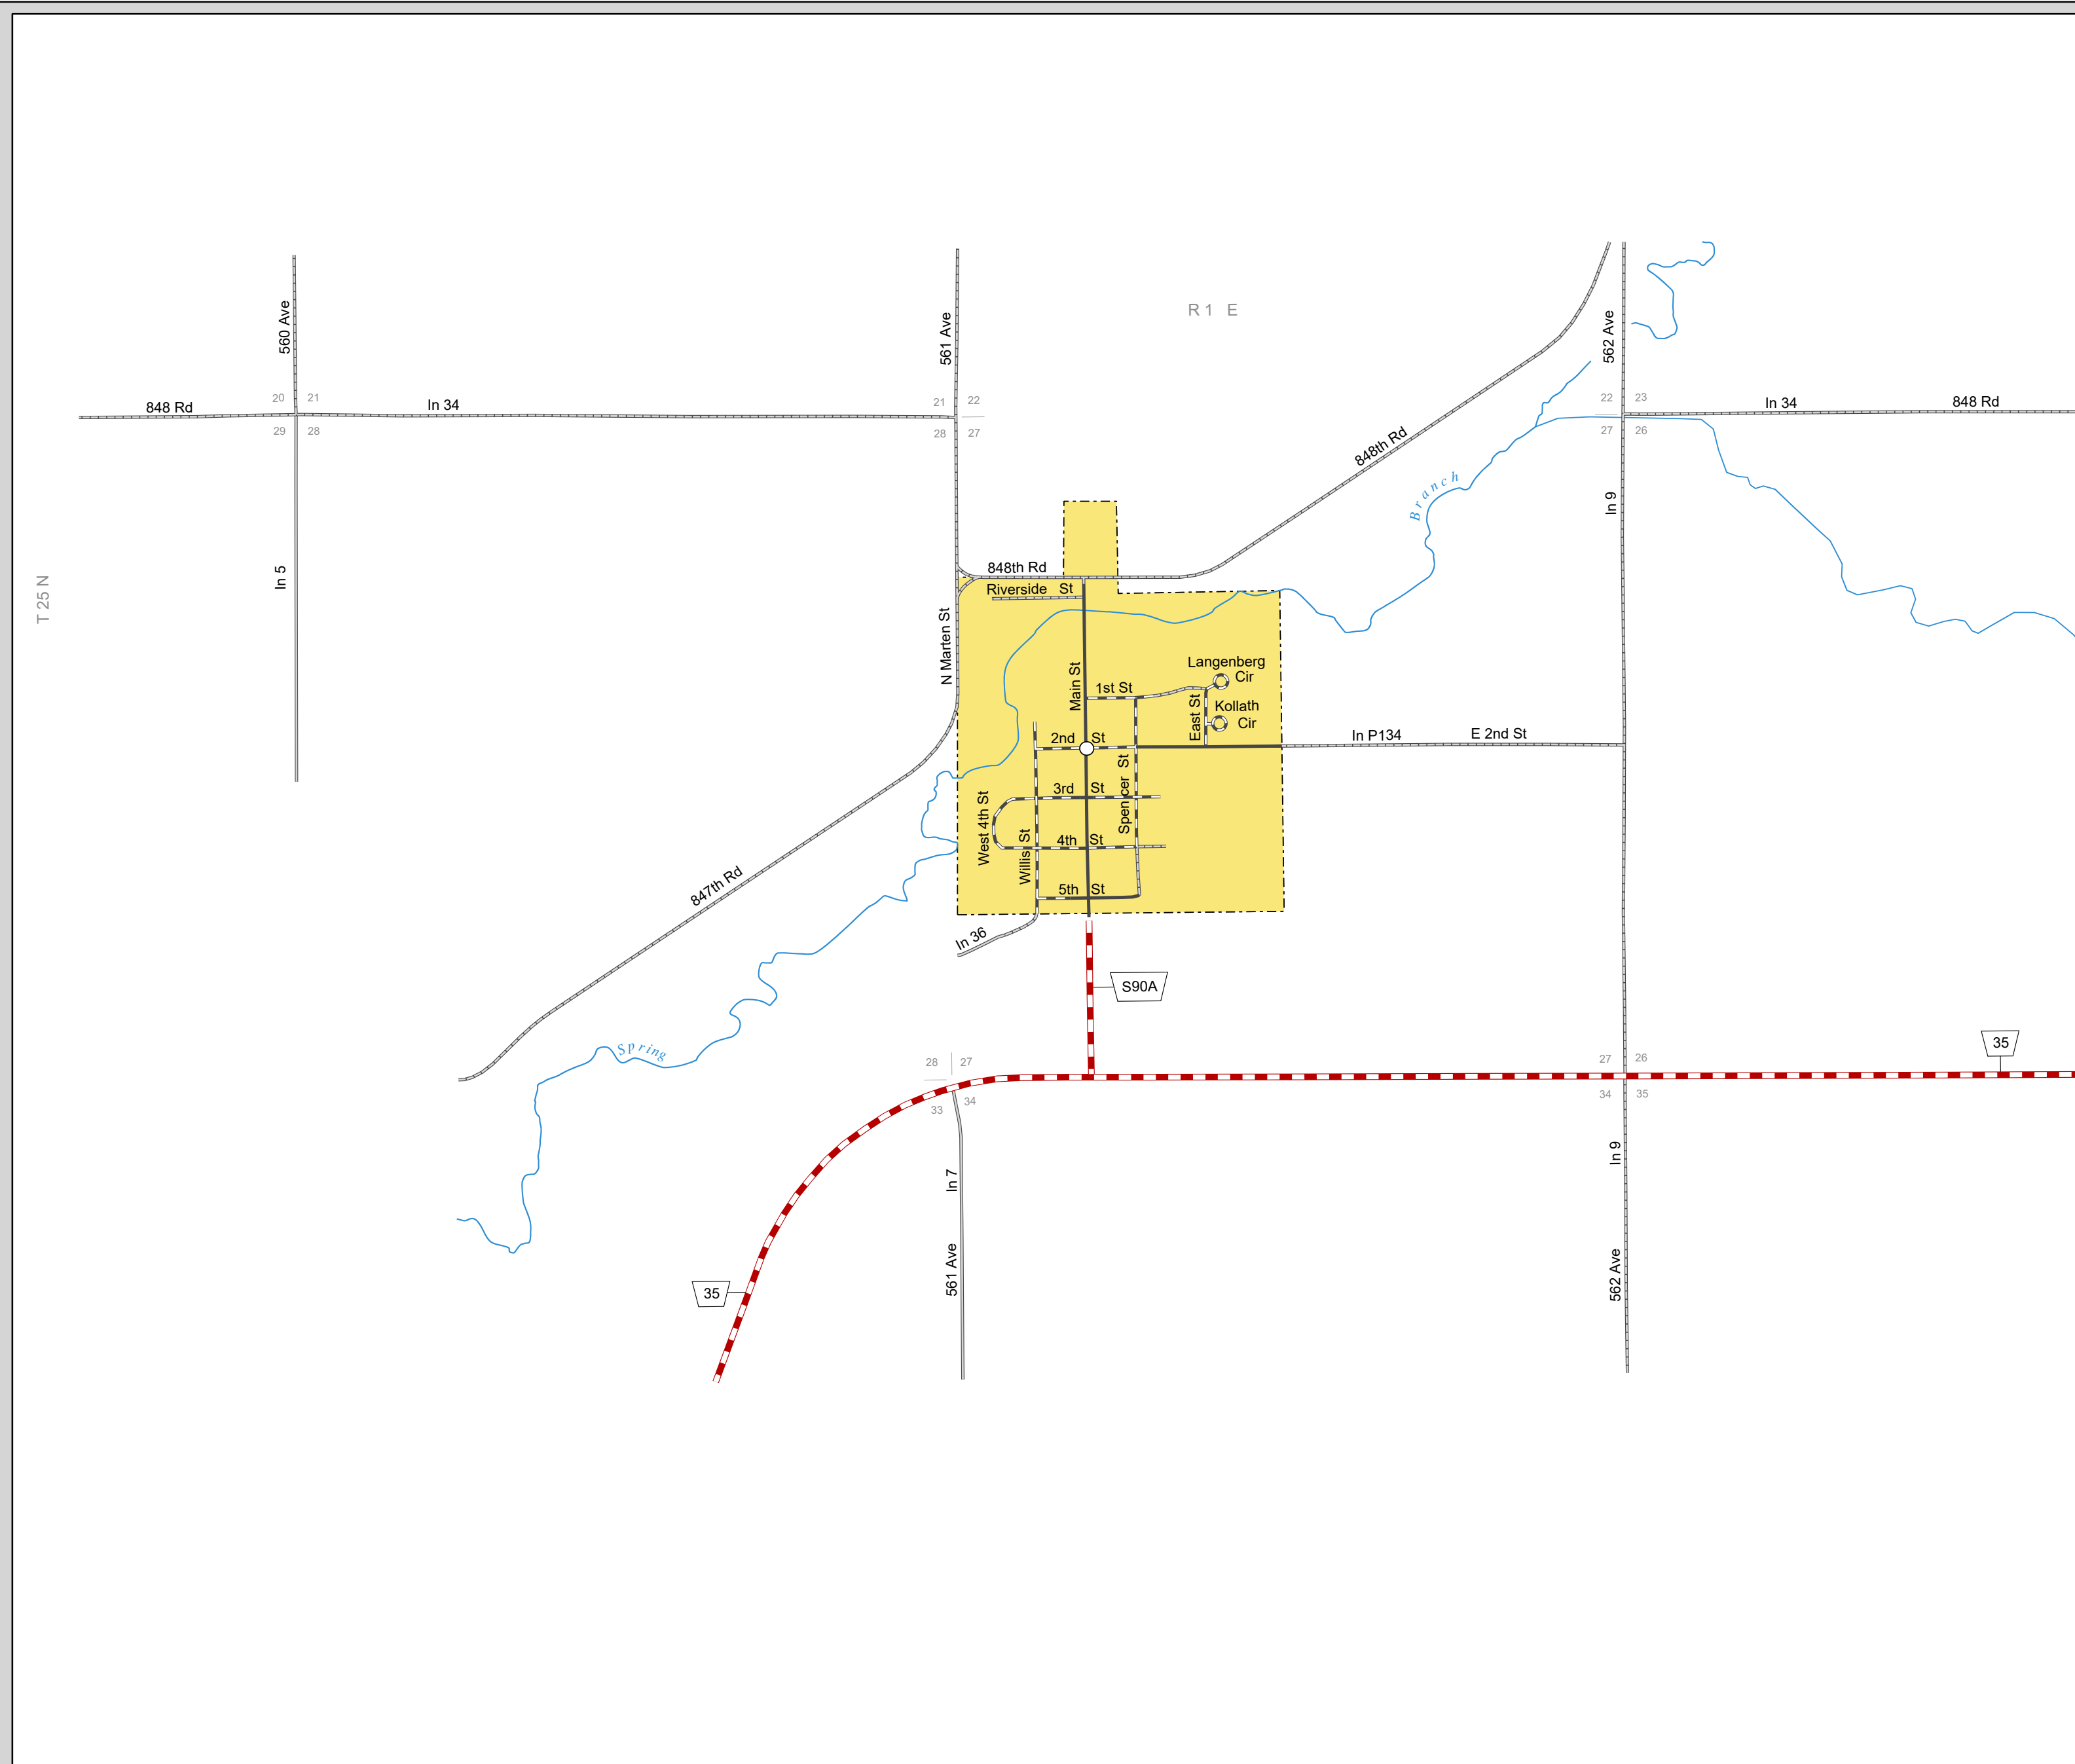 R 1 E
560 Ave
561 Ave
562 Ave
848 Rd
20 21
In 34
21 22
22 23
In 34
848 Rd
29 28
28 27
27 26
848th Rd
Branch
In 9
T 25 N
In 5
848th Rd
Riverside St
N Marten St
Main St
Langenberg
Cir
1st St
East St
Kollath
Cir
2nd St
In P134
E 2nd St
Spencer St
3rd St
West 4th St
Willis St
4th St
847th Rd
5th St
In 36
S90A
Spring
35
28 27
27 26
33 34
34 35
In 7
In 9
561 Ave
562 Ave
35